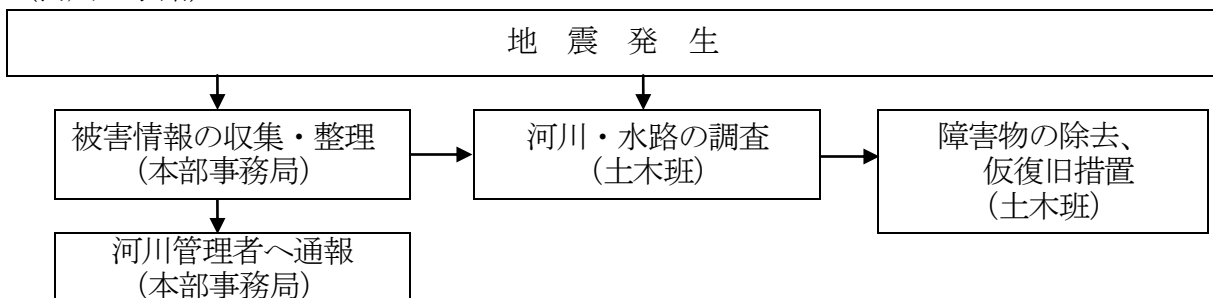 地 震 発 生
被害情報の収集・整理
（本部事務局）
河川・水路の調査
（土木班）
障害物の除去、
仮復旧措置
（土木班）
河川管理者へ通報
（本部事務局）